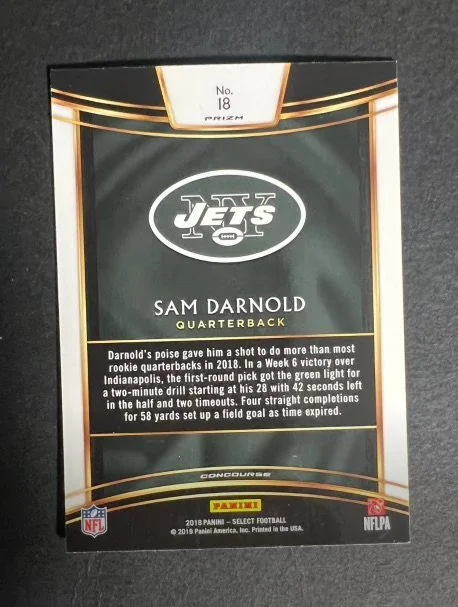 No.
18
PRIZM
NY
JETS
SAM DARNOLD
QUARTERBACK
Darnold's poise gave him a shot to do more than most
rookie quarterbacks in 2018. In a Week 6 victory over
Indianapolis, the first-round pick got the green light for
a two-minute drill starting at his 28 with 42 seconds left
in the half and two timeouts. Four straight completions
for 58 yards set up a field goal as time expired.
CONCOURSE
PANINI
NFL
2018 PANINI – SELECT FOOTBALL
© 2019 Panini America, Inc. Printed in the USA.
NFLPA